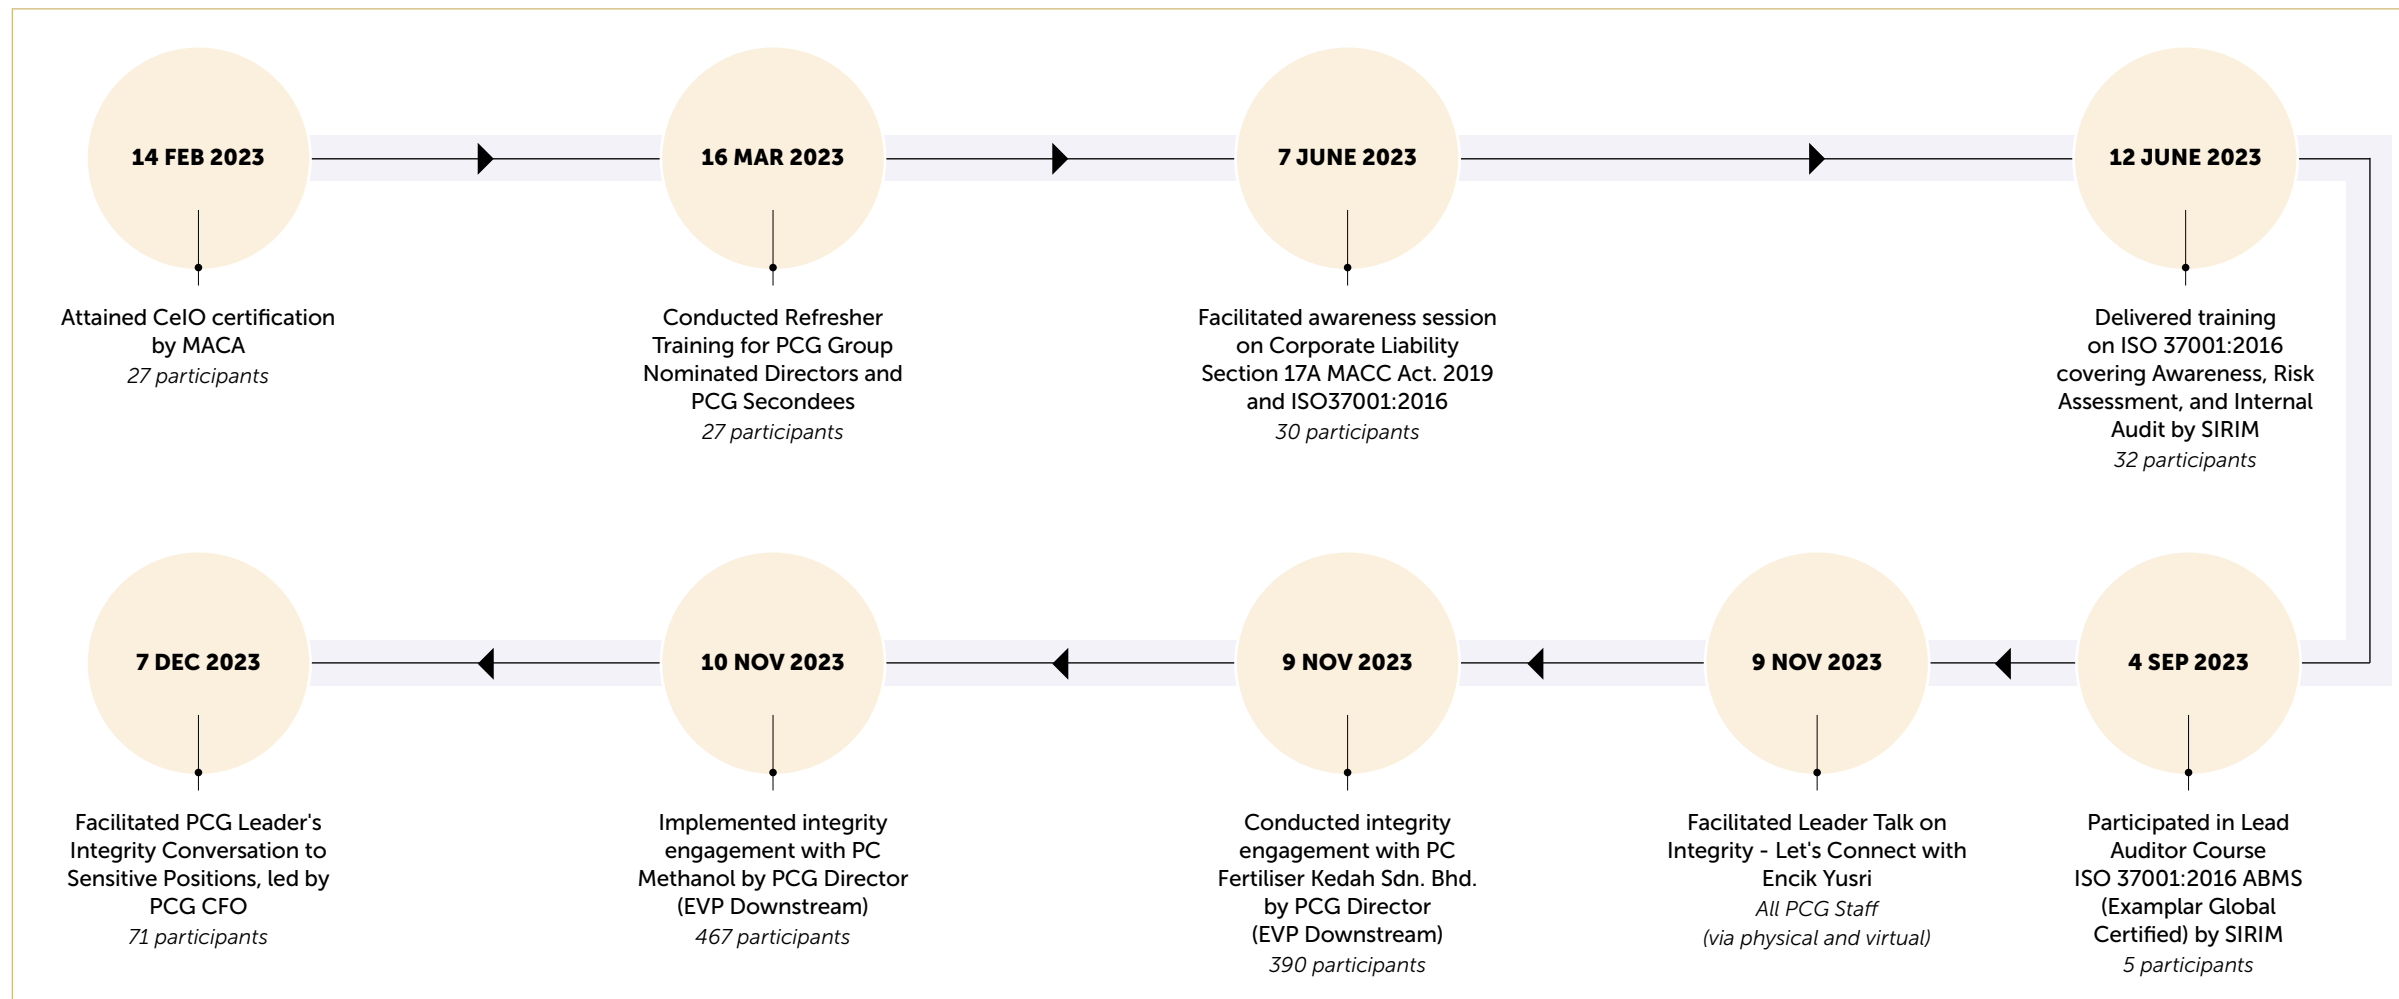 14 FEB 2023
Attained CeIO certification
by MACA
27 participants
16 MAR 2023
Conducted Refresher
Training for PCG Group
Nominated Directors and
PCG Secondees
27 participants
7 JUNE 2023
Facilitated awareness session
on Corporate Liability
Section 17A MACC Act. 2019
and ISO37001:2016
30 participants
12 JUNE 2023
Delivered training
on ISO 37001:2016
covering Awareness, Risk
Assessment, and Internal
Audit by SIRIM
32 participants
4 SEP 2023
Participated in Lead
Auditor Course
ISO 37001:2016 ABMS
(Examplar Global
Certified) by SIRIM
5 participants
9 NOV 2023
Facilitated Leader Talk on
Integrity - Let's Connect with
Encik Yusri
All PCG Staff
(via physical and virtual)
9 NOV 2023
Conducted integrity
engagement with PC
Fertiliser Kedah Sdn. Bhd.
by PCG Director
(EVP Downstream)
390 participants
10 NOV 2023
Implemented integrity
engagement with PC
Methanol by PCG Director
(EVP Downstream)
467 participants
7 DEC 2023
Facilitated PCG Leader's
Integrity Conversation to
Sensitive Positions, led by
PCG CFO
71 participants